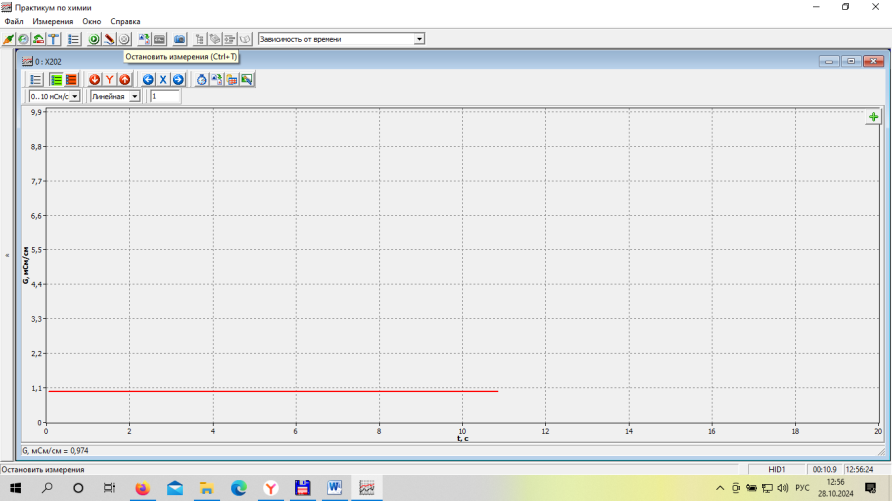 Практикум по химии
Файл Измерения Окно Справка
Зависимость от времени
Остановить измерения (Ctrl+T)
0 : X202
Y X
0...10 мСм/с Линейная 1
9,9
8,8
7,7
6,6
5,5
4,4
3,3
2,2
1,1
0
G, мСм/см
0 2 4 6 8 10 12 14 16 18 20
t, с
G, мСм/см = 0,974
Остановить измерения HID1 00:10.9 12:56:24
РУС 12:56
28.10.2024